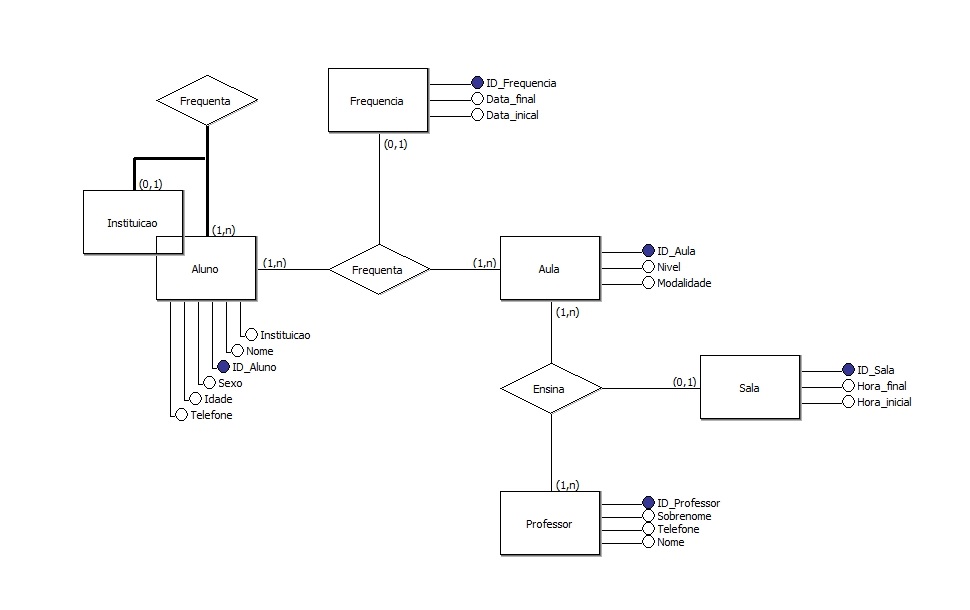 Frequenta
Frequencia
ID_Frequencia
Data_final
Data_inical
(0,1)
(0,1)
Instituicao
(1,n)
Aluno
(1,n)
Frequenta
(1,n)
Aula
ID_Aula
Nivel
Modalidade
(1,n)
Instituicao
Nome
ID_Aluno
Sexo
Idade
Telefone
Ensina
(0,1)
Sala
ID_Sala
Hora_final
Hora_inicial
(1,n)
Professor
ID_Professor
Sobrenome
Telefone
Nome